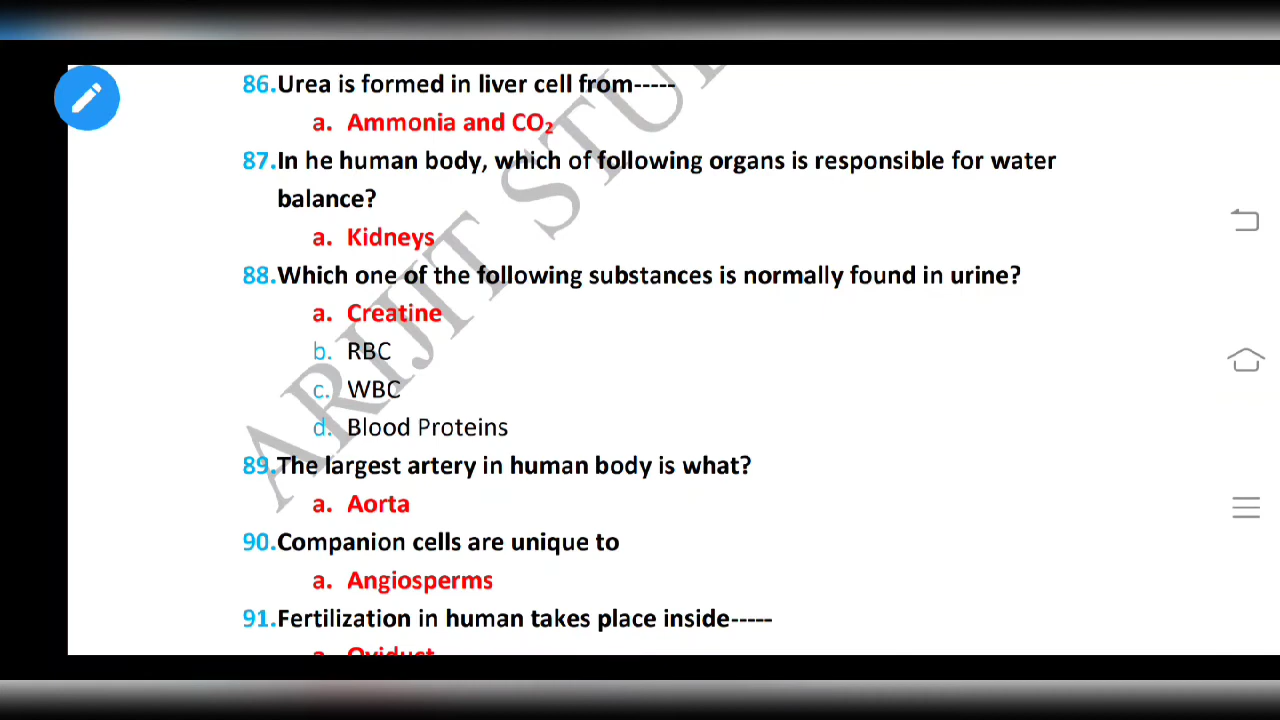 86.Urea is formed in liver cell from-----
a. Ammonia and CO₂
87.In he human body, which of following organs is responsible for water
balance?
a. Kidneys
88.Which one of the following substances is normally found in urine?
a. Creatine
b. RBC
c. WBC
d. Blood Proteins
89.The largest artery in human body is what?
a. Aorta
90.Companion cells are unique to
a. Angiosperms
91.Fertilization in human takes place inside-----
a. Oviduct
ARIJIT STU